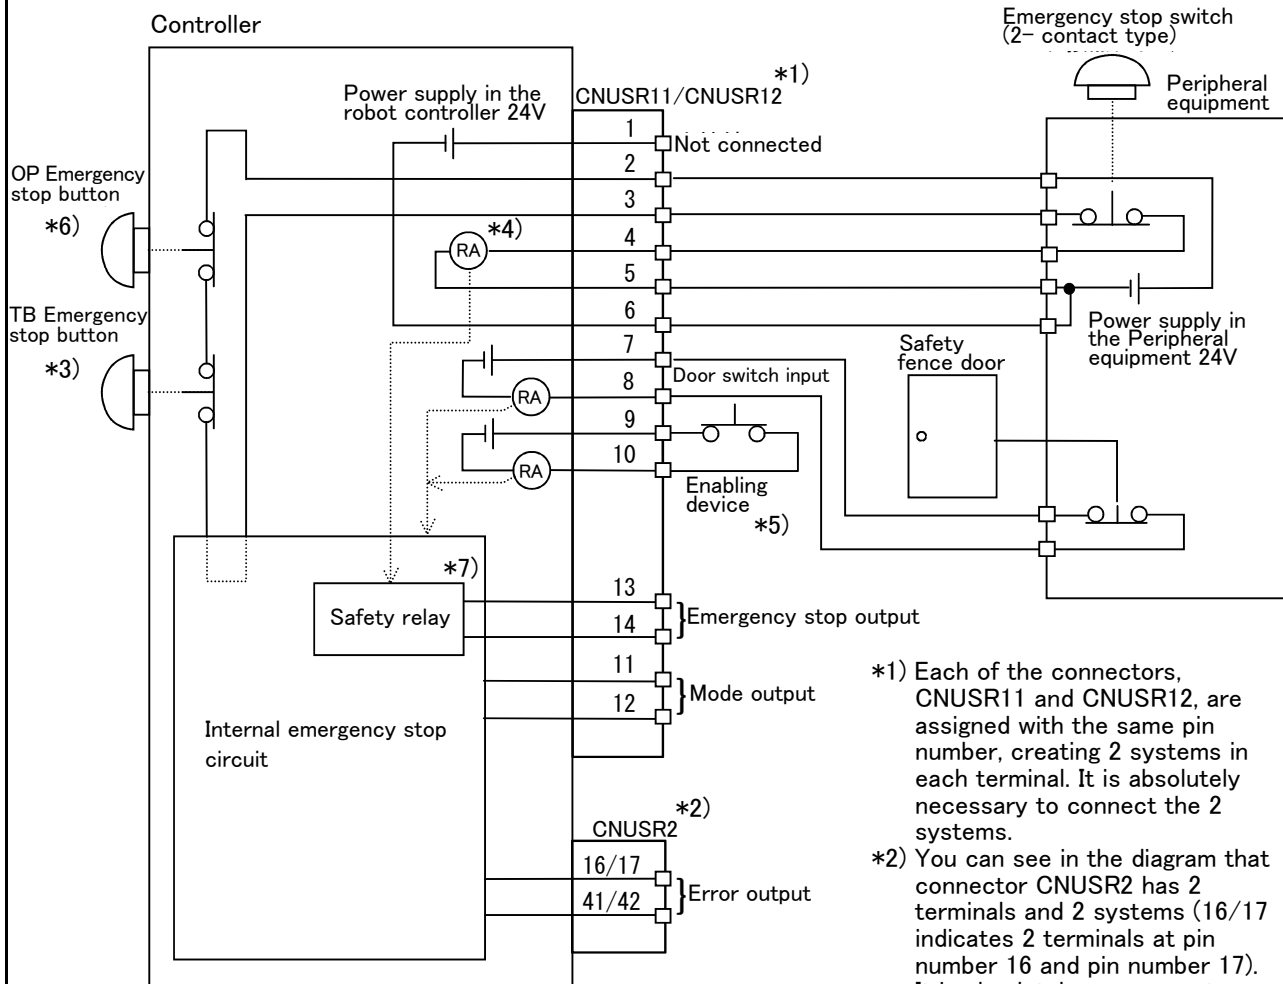 Controller
Emergency stop switch
(2- contact type)
Peripheral
equipment
*1)
CNUSR11/CNUSR12
Power supply in the
robot controller 24V
1
Not connected
2
3
4
5
6
7
8
9
10
OP Emergency
stop button
*6)
RA
*4)
TB Emergency
stop button
*3)
Power supply in
the Peripheral
equipment 24V
Safety
fence door
Door switch input
RA
RA
Enabling
device
*5)
*7)
Safety relay
13
14
Emergency stop output
11
12
Mode output
Internal emergency stop
circuit
*2)
CNUSR2
16/17
41/42
Error output
*1) Each of the connectors,
CNUSR11 and CNUSR12, are
assigned with the same pin
number, creating 2 systems in
each terminal. It is absolutely
necessary to connect the 2
systems.
*2) You can see in the diagram that
connector CNUSR2 has 2
terminals and 2 systems (16/17
indicates 2 terminals at pin
number 16 and pin number 17).